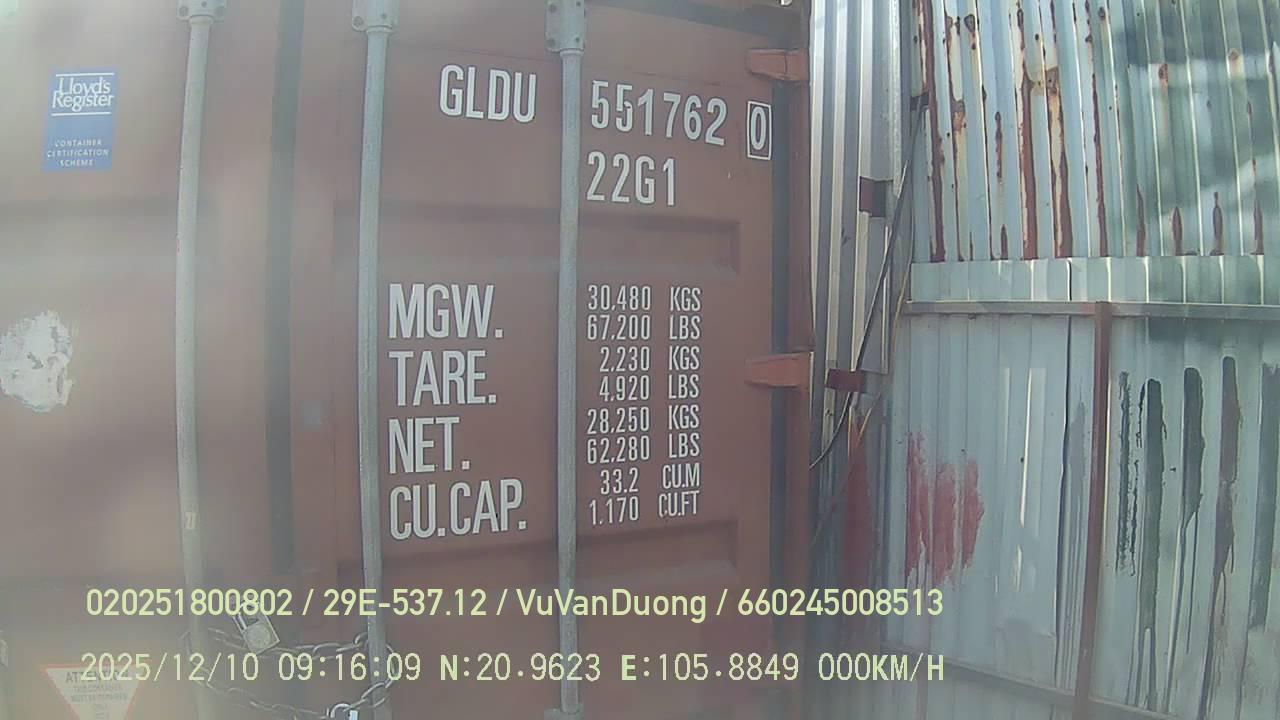 Lloyd's
Register
CONTAINER
CERTIFICATION
SCHEME
GLDU 551762 0
22G1
MGW. 30.480 KGS
67.200 LBS
TARE. 2.230 KGS
4.920 LBS
NET. 28.250 KGS
62.280 LBS
CU.CAP. 33.2 CU.M
1.170 CU.FT
020251800802 / 29E-537.12 / VuVanDuong / 660245008513
2025/12/10 09:16:09 N:20.9623 E:105.8849 000KM/H